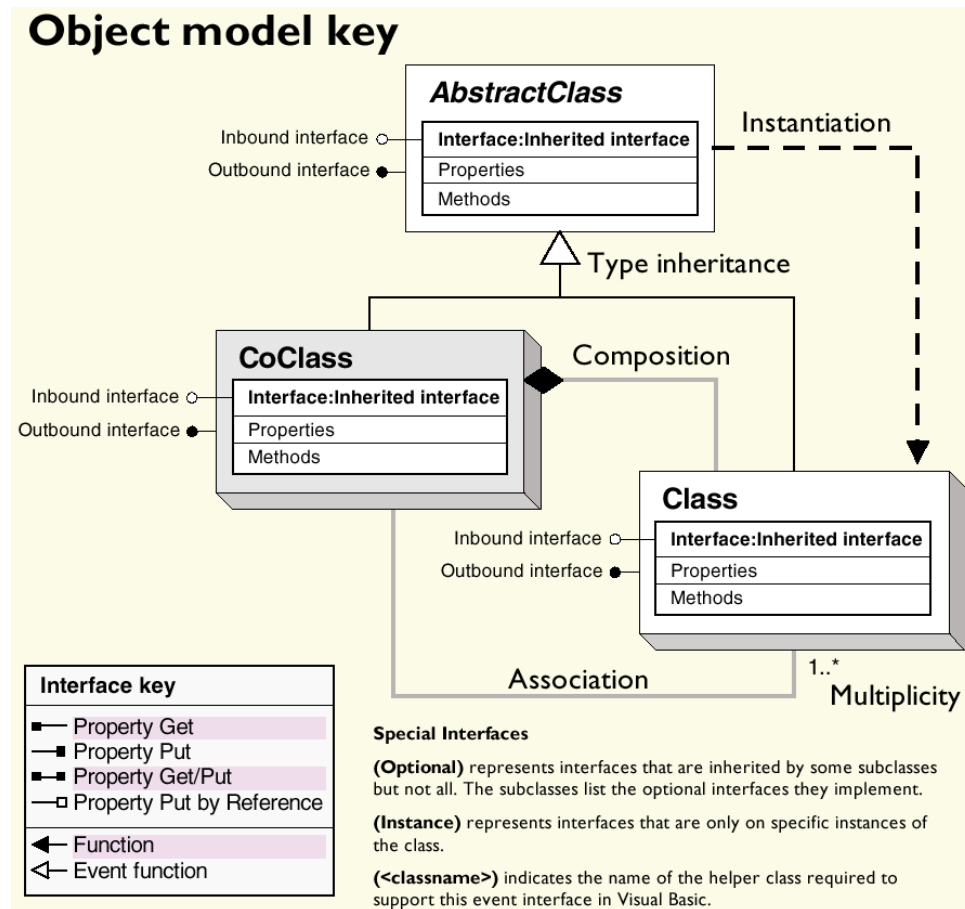 Object model key
AbstractClass
Instantiation
Inbound interface
Interface:Inherited interface
Outbound interface
Properties
Methods
Type inheritance
CoClass
Composition
Inbound interface
Interface:Inherited interface
Outbound interface
Properties
Methods
Class
Inbound interface
Interface:Inherited interface
Outbound interface
Properties
Methods
1..*
Association
Multiplicity
Interface key
Property Get
Property Put
Property Get/Put
Property Put by Reference
Function
Event function
Special Interfaces
(Optional) represents interfaces that are inherited by some subclasses
but not all. The subclasses list the optional interfaces they implement.
(Instance) represents interfaces that are only on specific instances of
the class.
(<classname>) indicates the name of the helper class required to
support this event interface in Visual Basic.